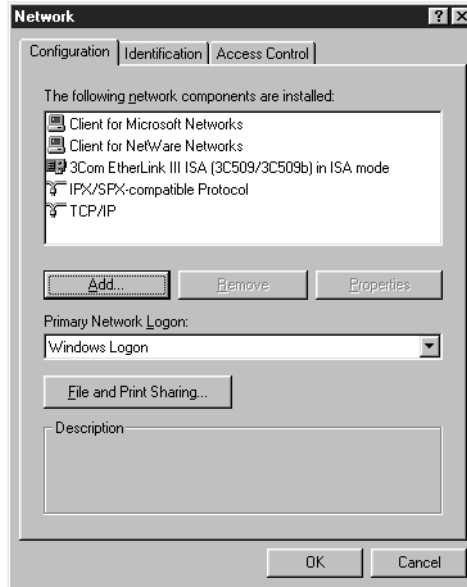 Network
Configuration Identification Access Control
The following network components are installed:
Client for Microsoft Networks
Client for NetWare Networks
3Com EtherLink III ISA (3C509/3C509b) in ISA mode
IPX/SPX-compatible Protocol
TCP/IP
Add... Remove Properties
Primary Network Logon:
Windows Logon
File and Print Sharing...
Description
OK Cancel